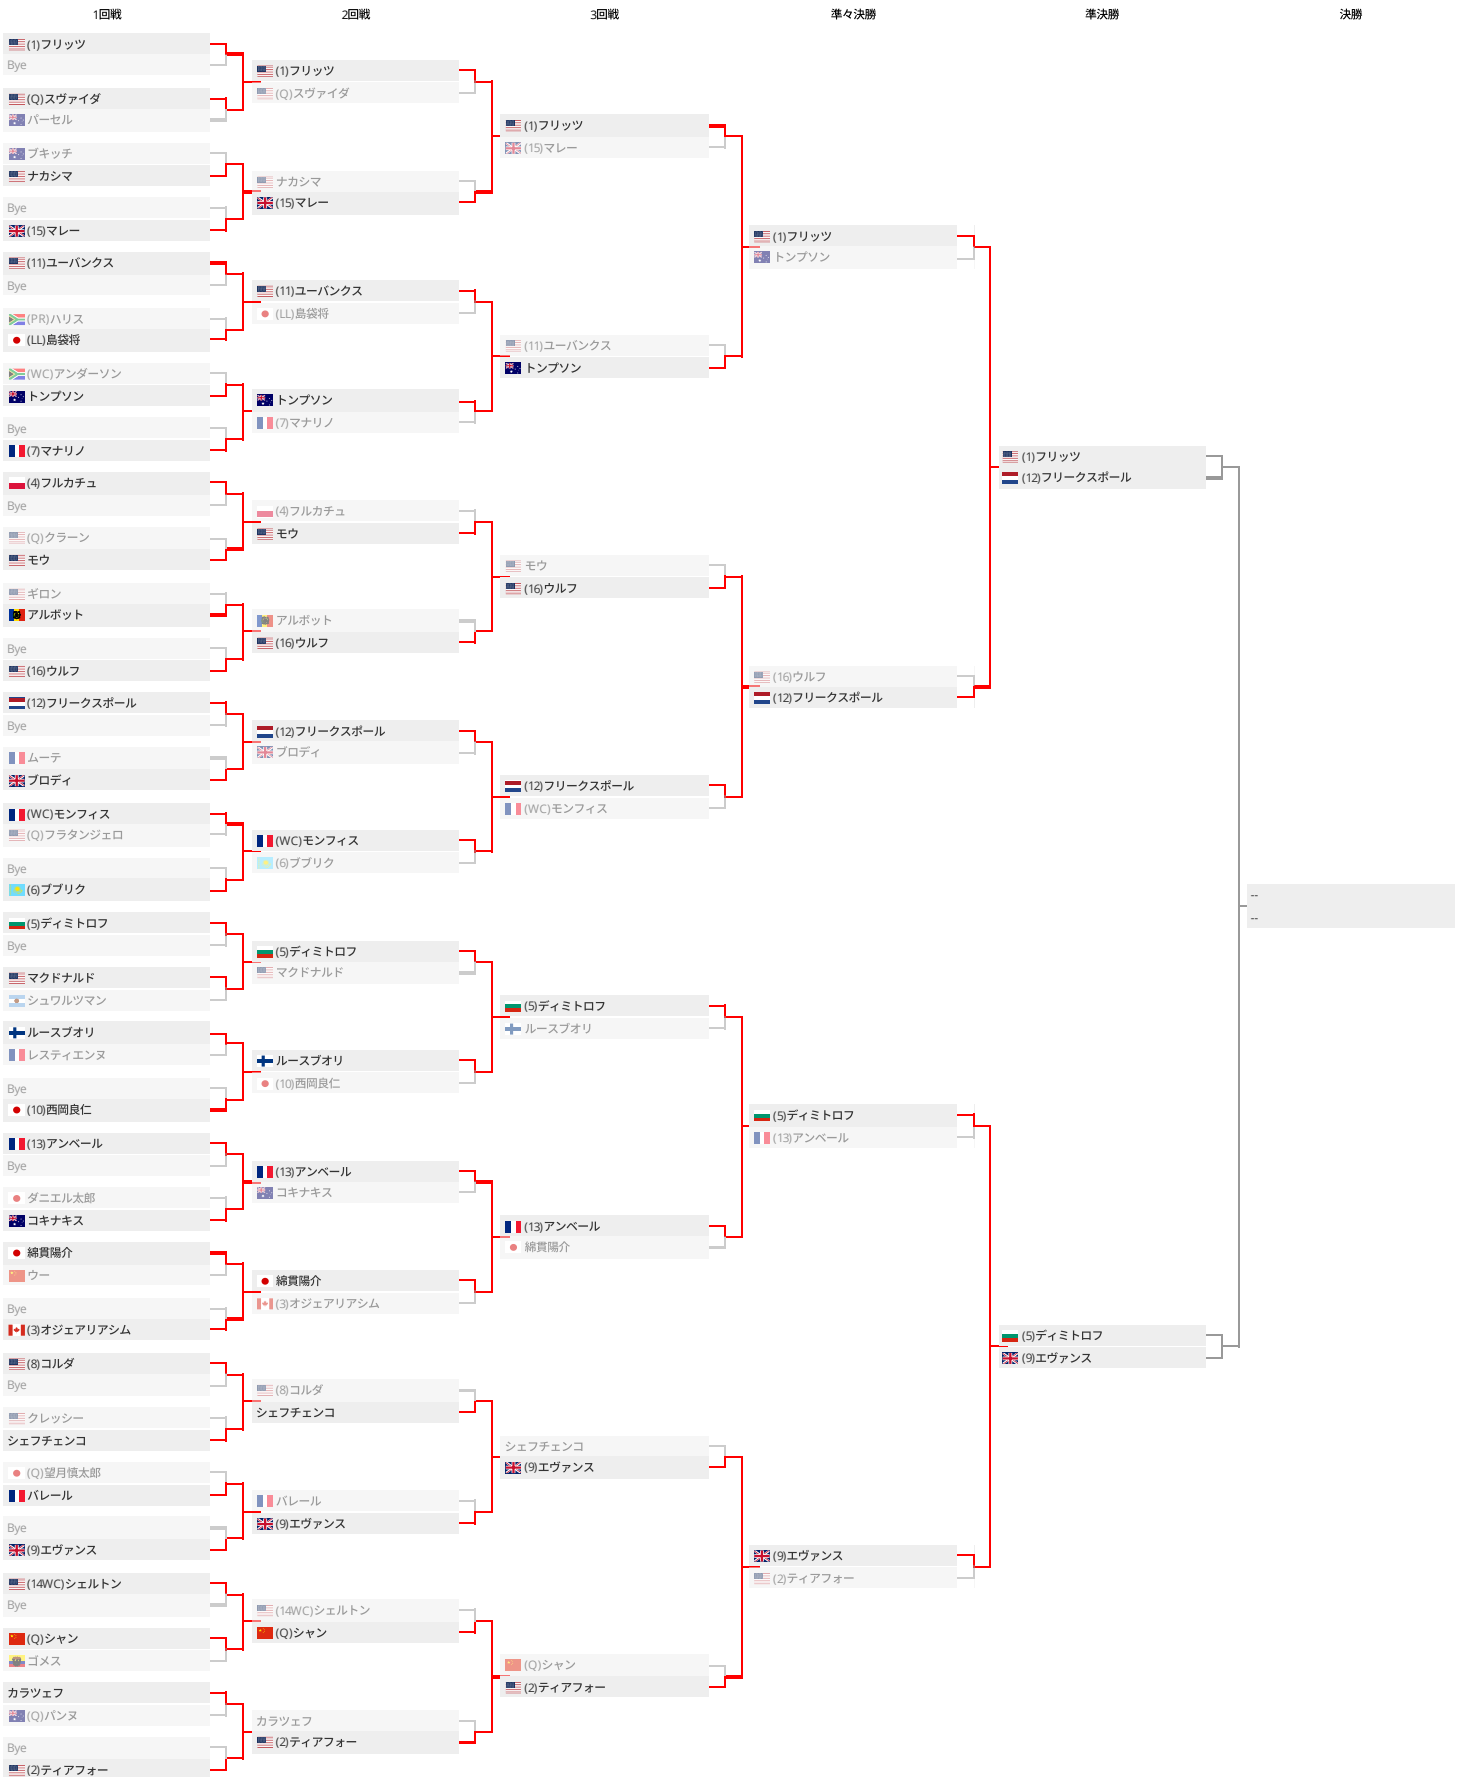 1回戦
2回戦
3回戦
準々決勝
準決勝
決勝
(1)フリッツ
Bye
(Q)スヴァイダ
パーセル
ブキッチ
ナカシマ
Bye
(15)マレー
(11)ユーバンクス
Bye
(PR)ハリス
(LL)島袋将
(WC)アンダーソン
トンプソン
Bye
(7)マナリノ
(4)フルカチュ
Bye
(Q)クラーン
モウ
ギロン
アルボット
Bye
(16)ウルフ
(12)フリークスポール
Bye
ムーテ
ブロディ
(WC)モンフィス
(Q)フラタンジェロ
Bye
(6)ブブリク
(5)ディミトロフ
Bye
マクドナルド
シュワルツマン
ルースブオリ
レスティエンヌ
Bye
(10)西岡良仁
(13)アンベール
Bye
ダニエル太郎
コキナキス
綿貫陽介
ウー
Bye
(3)オジェアリアシム
(8)コルダ
Bye
クレッシー
シェフチェンコ
(Q)望月慎太郎
バレール
Bye
(9)エヴァンス
(14WC)シェルトン
Bye
(Q)シャン
ゴメス
カラツェフ
(Q)パンヌ
Bye
(2)ティアフォー
(1)フリッツ
(Q)スヴァイダ
ナカシマ
(15)マレー
(11)ユーバンクス
(LL)島袋将
トンプソン
(7)マナリノ
(4)フルカチュ
モウ
アルボット
(16)ウルフ
(12)フリークスポール
ブロディ
(WC)モンフィス
(6)ブブリク
(5)ディミトロフ
マクドナルド
ルースブオリ
(10)西岡良仁
(13)アンベール
コキナキス
綿貫陽介
(3)オジェアリアシム
(8)コルダ
シェフチェンコ
バレール
(9)エヴァンス
(14WC)シェルトン
(Q)シャン
カラツェフ
(2)ティアフォー
(1)フリッツ
(15)マレー
(11)ユーバンクス
トンプソン
モウ
(16)ウルフ
(12)フリークスポール
(WC)モンフィス
(5)ディミトロフ
ルースブオリ
(13)アンベール
綿貫陽介
シェフチェンコ
(9)エヴァンス
(Q)シャン
(2)ティアフォー
(1)フリッツ
トンプソン
(16)ウルフ
(12)フリークスポール
(5)ディミトロフ
(13)アンベール
(9)エヴァンス
(2)ティアフォー
(1)フリッツ
(12)フリークスポール
(5)ディミトロフ
(9)エヴァンス
--
--